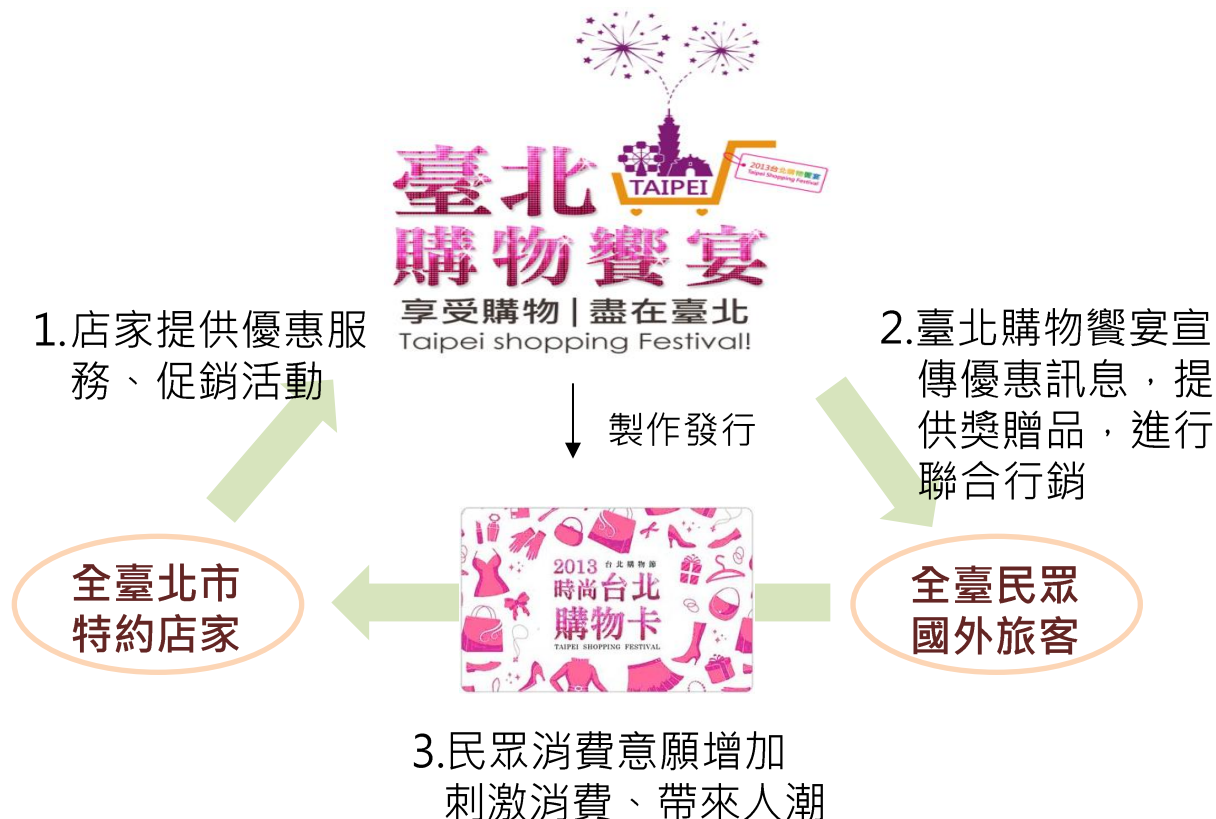 臺北
TAIPEI
2013台北購物饗宴
Taipei Shopping Festival
購物饗宴
享受購物|盡在臺北
Taipei shopping Festival!
1.店家提供優惠服
務、促銷活動
2.臺北購物饗宴宣
傳優惠訊息，提
供獎贈品，進行
聯合行銷
製作發行
全臺北市
特約店家
2013 台北購物節
時尚台北
購物卡
TAIPEI SHOPPING FESTIVAL
全臺民眾
國外旅客
3.民眾消費意願增加
刺激消費、帶來人潮